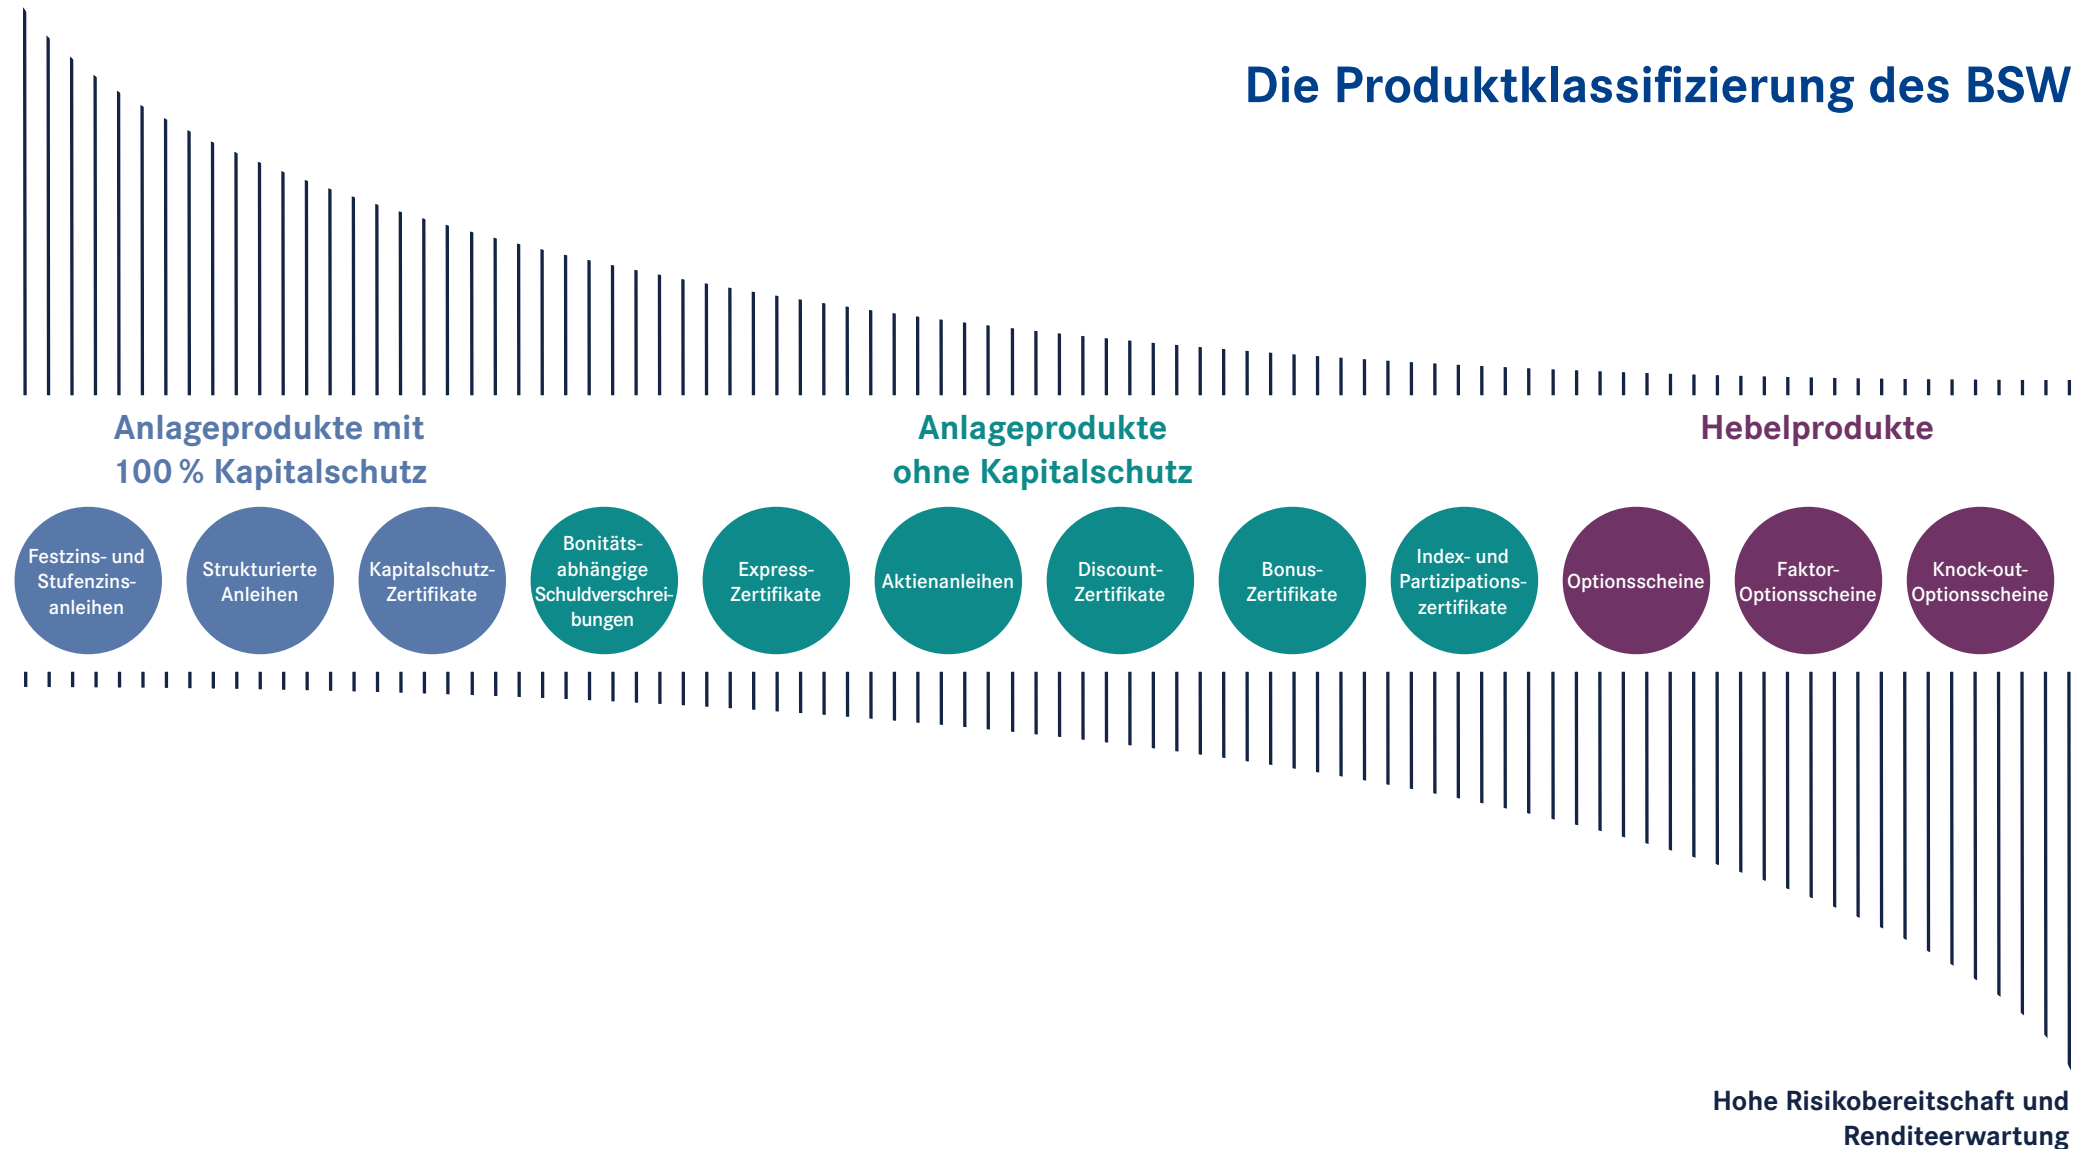 Die Produktklassifizierung des BSW
Anlageprodukte mit
100 % Kapitalschutz
Anlageprodukte
ohne Kapitalschutz
Hebelprodukte
Festzins- und
Stufenzins-
anleihen
Strukturierte
Anleihen
Kapitalschutz-
Zertifikate
Bonitäts-
abhängige
Schuldverschrei-
bungen
Express-
Zertifikate
Aktienanleihen
Discount-
Zertifikate
Bonus-
Zertifikate
Index- und
Partizipations-
zertifikate
Optionsscheine
Faktor-
Optionsscheine
Knock-out-
Optionsscheine
Hohe Risikobereitschaft und
Renditeerwartung